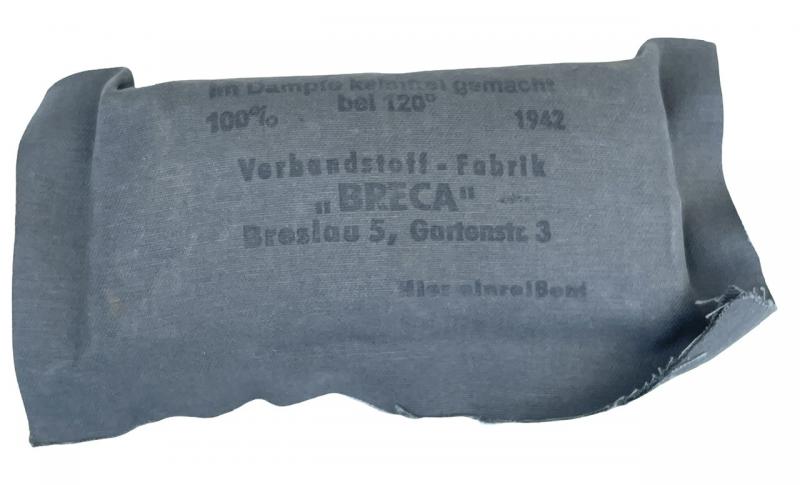 Im Dampfe keimfrei gemacht
bei 120°
100% 1942
Verbandstoff - Fabrik
„BRECA"
Breslau 5, Gartenstr. 3
Hier einreißen!